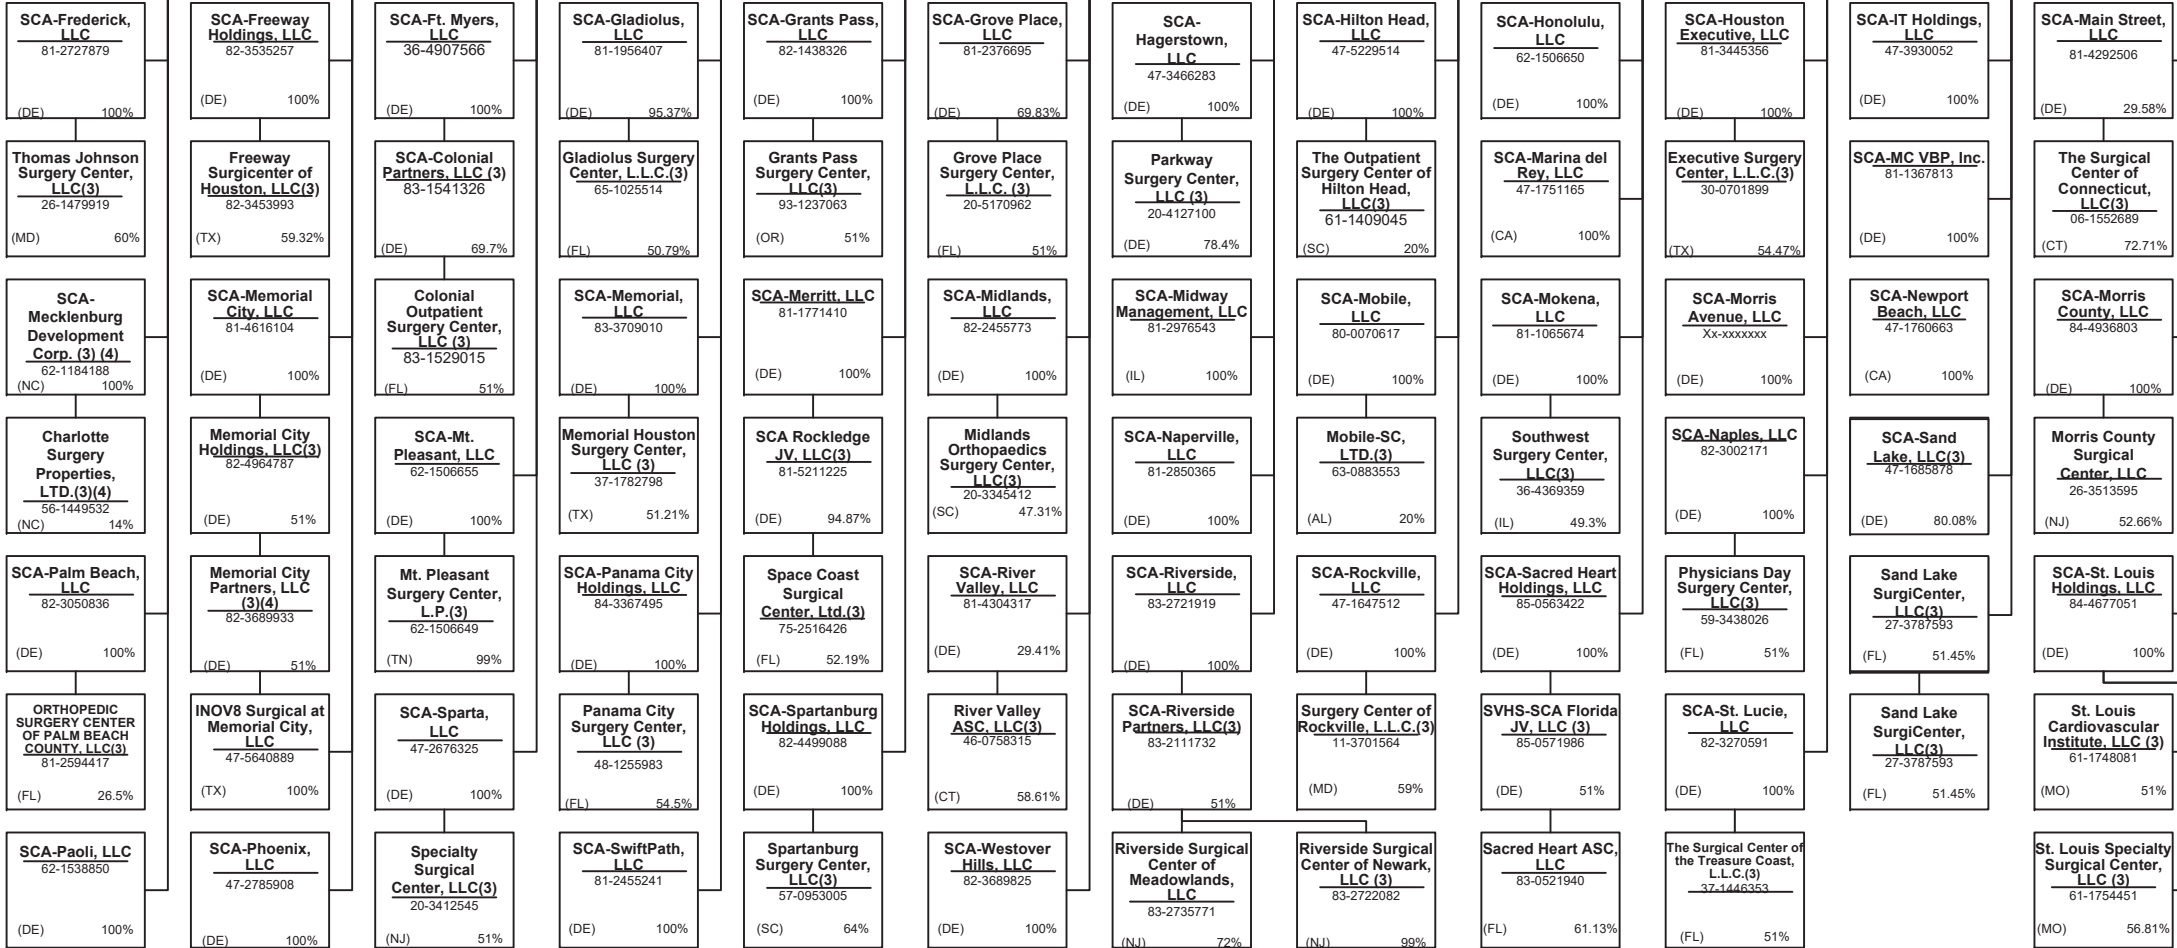 SCA-Frederick,
LLC
81-2727879
(DE) 100%
SCA-Freeway
Holdings, LLC
82-3535257
(DE) 100%
SCA-Ft. Myers,
LLC
36-4907566
(DE) 100%
SCA-Gladiolus,
LLC
81-1956407
(DE) 95.37%
SCA-Grants Pass,
LLC
82-1438326
(DE) 100%
SCA-Grove Place,
LLC
81-2376695
(DE) 69.83%
SCA-
Hagerstown,
LLC
47-3466283
(DE) 100%
SCA-Hilton Head,
LLC
47-5229514
(DE) 100%
SCA-Honolulu,
LLC
62-1506650
(DE) 100%
SCA-Houston
Executive, LLC
81-3445356
(DE) 100%
SCA-IT Holdings,
LLC
47-3930052
(DE) 100%
SCA-Main Street,
LLC
81-4292506
(DE) 29.58%
Thomas Johnson
Surgery Center,
LLC(3)
26-1479919
(MD) 60%
Freeway
Surgicenter of
Houston, LLC(3)
82-3453993
(TX) 59.32%
SCA-Colonial
Partners, LLC (3)
83-1541326
(DE) 69.7%
Gladiolus Surgery
Center, L.L.C.(3)
65-1025514
(FL) 50.79%
Grants Pass
Surgery Center,
LLC(3)
93-1237063
(OR) 51%
Grove Place
Surgery Center,
L.L.C. (3)
20-5170962
(FL) 51%
Parkway
Surgery Center,
LLC (3)
20-4127100
(DE) 78.4%
The Outpatient
Surgery Center of
Hilton Head,
LLC(3)
61-1409045
(SC) 20%
SCA-Marina del
Rey, LLC
47-1751165
(CA) 100%
Executive Surgery
Center, L.L.C.(3)
30-0701899
(TX) 54.47%
SCA-MC VBP, Inc.
81-1367813
(DE) 100%
The Surgical
Center of
Connecticut,
LLC(3)
06-1552689
(CT) 72.71%
SCA-
Mecklenburg
Development
Corp. (3) (4)
62-1184188
(NC) 100%
SCA-Memorial
City, LLC
81-4616104
(DE) 100%
Colonial
Outpatient
Surgery Center,
LLC (3)
83-1529015
(FL) 51%
SCA-Memorial,
LLC
83-3709010
(DE) 100%
SCA-Merritt, LLC
81-1771410
(DE) 100%
SCA-Midlands,
LLC
82-2455773
(DE) 100%
SCA-Midway
Management, LLC
81-2976543
(IL) 100%
SCA-Mobile,
LLC
80-0070617
(DE) 100%
SCA-Mokena,
LLC
81-1065674
(DE) 100%
SCA-Morris
Avenue, LLC
Xx-xxxxxxx
(DE) 100%
SCA-Newport
Beach, LLC
47-1760663
(CA) 100%
SCA-Morris
County, LLC
84-4936803
(DE) 100%
Charlotte
Surgery
Properties,
LTD.(3)(4)
56-1449532
(NC) 14%
Memorial City
Holdings, LLC(3)
82-4964787
(DE) 51%
SCA-Mt.
Pleasant, LLC
62-1506655
(DE) 100%
Memorial Houston
Surgery Center,
LLC (3)
37-1782798
(TX) 51.21%
SCA Rockledge
JV, LLC(3)
81-5211225
(DE) 94.87%
Midlands
Orthopaedics
Surgery Center,
LLC(3)
20-3345412
(SC) 47.31%
SCA-Naperville,
LLC
81-2850365
(DE) 100%
Mobile-SC,
LTD.(3)
63-0883553
(AL) 20%
Southwest
Surgery Center,
LLC(3)
36-4369359
(IL) 49.3%
SCA-Naples, LLC
82-3002171
(DE) 100%
SCA-Sand
Lake, LLC(3)
47-1685878
(DE) 80.08%
Morris County
Surgical
Center, LLC
26-3513595
(NJ) 52.66%
SCA-Palm Beach,
LLC
82-3050836
(DE) 100%
Memorial City
Partners, LLC
(3)(4)
82-3689933
(DE) 51%
Mt. Pleasant
Surgery Center,
L.P.(3)
62-1506649
(TN) 99%
SCA-Panama City
Holdings, LLC
84-3367495
(DE) 100%
Space Coast
Surgical
Center, Ltd.(3)
75-2516426
(FL) 52.19%
SCA-River
Valley, LLC
81-4304317
(DE) 29.41%
SCA-Riverside,
LLC
83-2721919
(DE) 100%
SCA-Rockville,
LLC
47-1647512
(DE) 100%
SCA-Sacred Heart
Holdings, LLC
85-0563422
(DE) 100%
Physicians Day
Surgery Center,
LLC(3)
59-3438026
(FL) 51%
Sand Lake
SurgiCenter,
LLC(3)
27-3787593
(FL) 51.45%
SCA-St. Louis
Holdings, LLC
84-4677051
(DE) 100%
ORTHOPEDIC
SURGERY CENTER
OF PALM BEACH
COUNTY, LLC(3)
81-2594417
(FL) 26.5%
INOV8 Surgical at
Memorial City,
LLC
47-5640889
(TX) 100%
SCA-Sparta,
LLC
47-2676325
(DE) 100%
Panama City
Surgery Center,
LLC (3)
48-1255983
(FL) 54.5%
SCA-Spartanburg
Holdings, LLC
82-4499088
(DE) 100%
River Valley
ASC, LLC(3)
46-0758315
(CT) 58.61%
SCA-Riverside
Partners, LLC(3)
83-2111732
(DE) 51%
Surgery Center of
Rockville, L.L.C.(3)
11-3701564
(MD) 59%
SVHS-SCA Florida
JV, LLC (3)
85-0571986
(DE) 51%
SCA-St. Lucie,
LLC
82-3270591
(DE) 100%
Sand Lake
SurgiCenter,
LLC(3)
27-3787593
(FL) 51.45%
St. Louis
Cardiovascular
Institute, LLC (3)
61-1748081
(MO) 51%
SCA-Paoli, LLC
62-1538850
(DE) 100%
SCA-Phoenix,
LLC
47-2785908
(DE) 100%
Specialty
Surgical
Center, LLC(3)
20-3412545
(NJ) 51%
SCA-SwiftPath,
LLC
81-2455241
(DE) 100%
Spartanburg
Surgery Center,
LLC(3)
57-0953005
(SC) 64%
SCA-Westover
Hills, LLC
82-3689825
(DE) 100%
Riverside Surgical
Center of
Meadowlands,
LLC
83-2735771
(NJ) 72%
Riverside Surgical
Center of Newark,
LLC (3)
83-2722082
(NJ) 99%
Sacred Heart ASC,
LLC
83-0521940
(FL) 61.13%
The Surgical Center of
the Treasure Coast,
L.L.C.(3)
37-1446353
(FL) 51%
St. Louis Specialty
Surgical Center,
LLC (3)
61-1754451
(MO) 56.81%